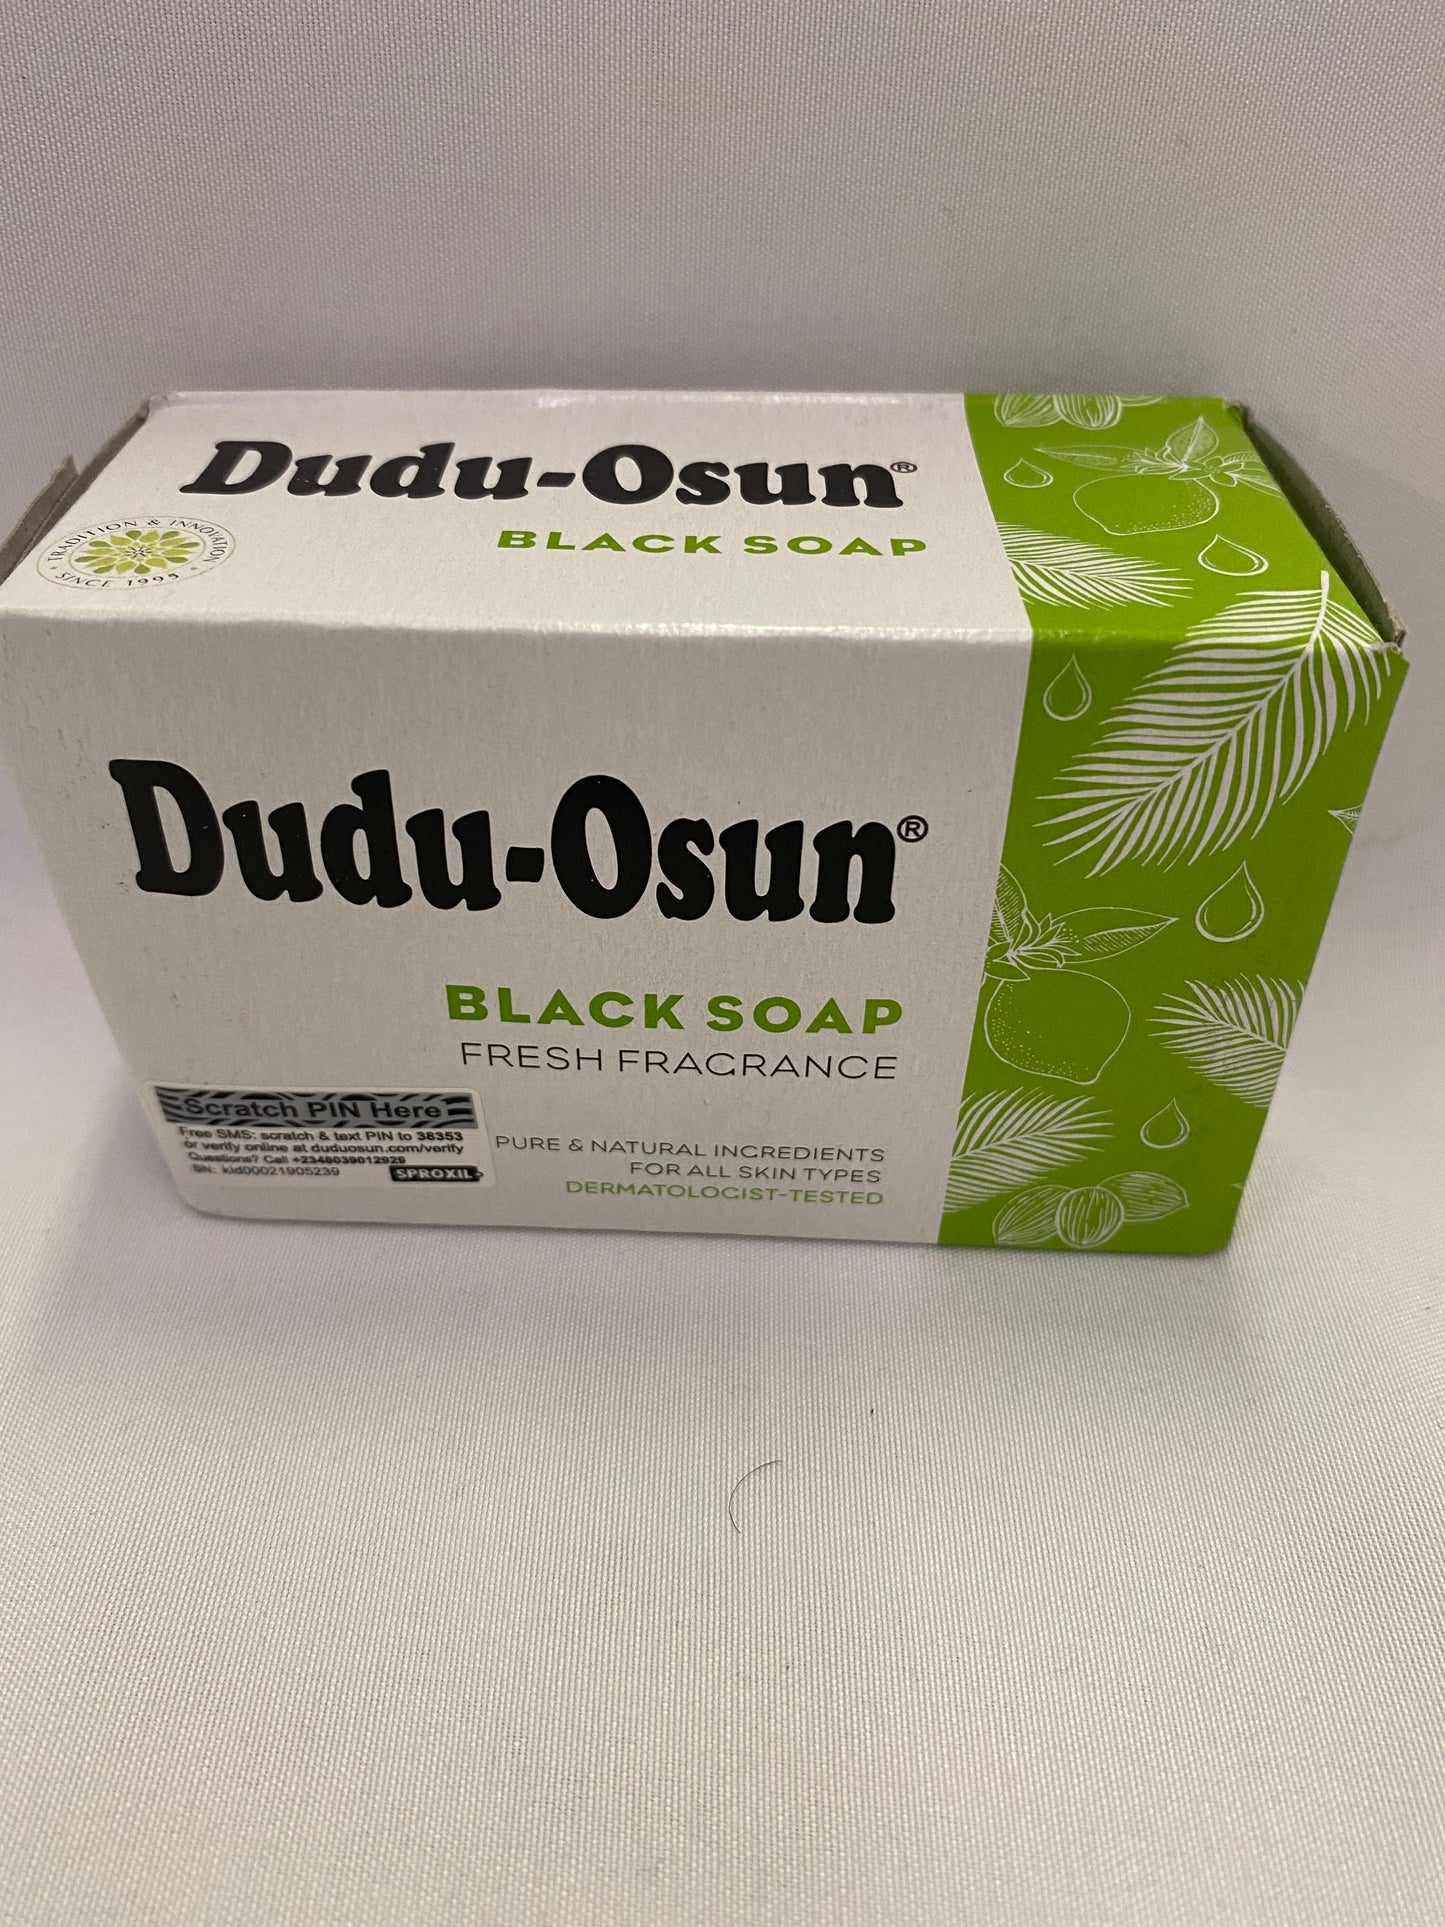 Dudu-Osun®
BLACK SOAP
TRADITION & INNOVATION
SINCE 1995
Dudu-Osun®
BLACK SOAP
FRESH FRAGRANCE
Scratch PIN Here
Free SMS: scratch & text PIN to 38353
or verify online at duduosun.com/verify
Questions? Call +2348039012929
SN: kid00021905239
SPROXIL
PURE & NATURAL INGREDIENTS
FOR ALL SKIN TYPES
DERMATOLOGIST-TESTED